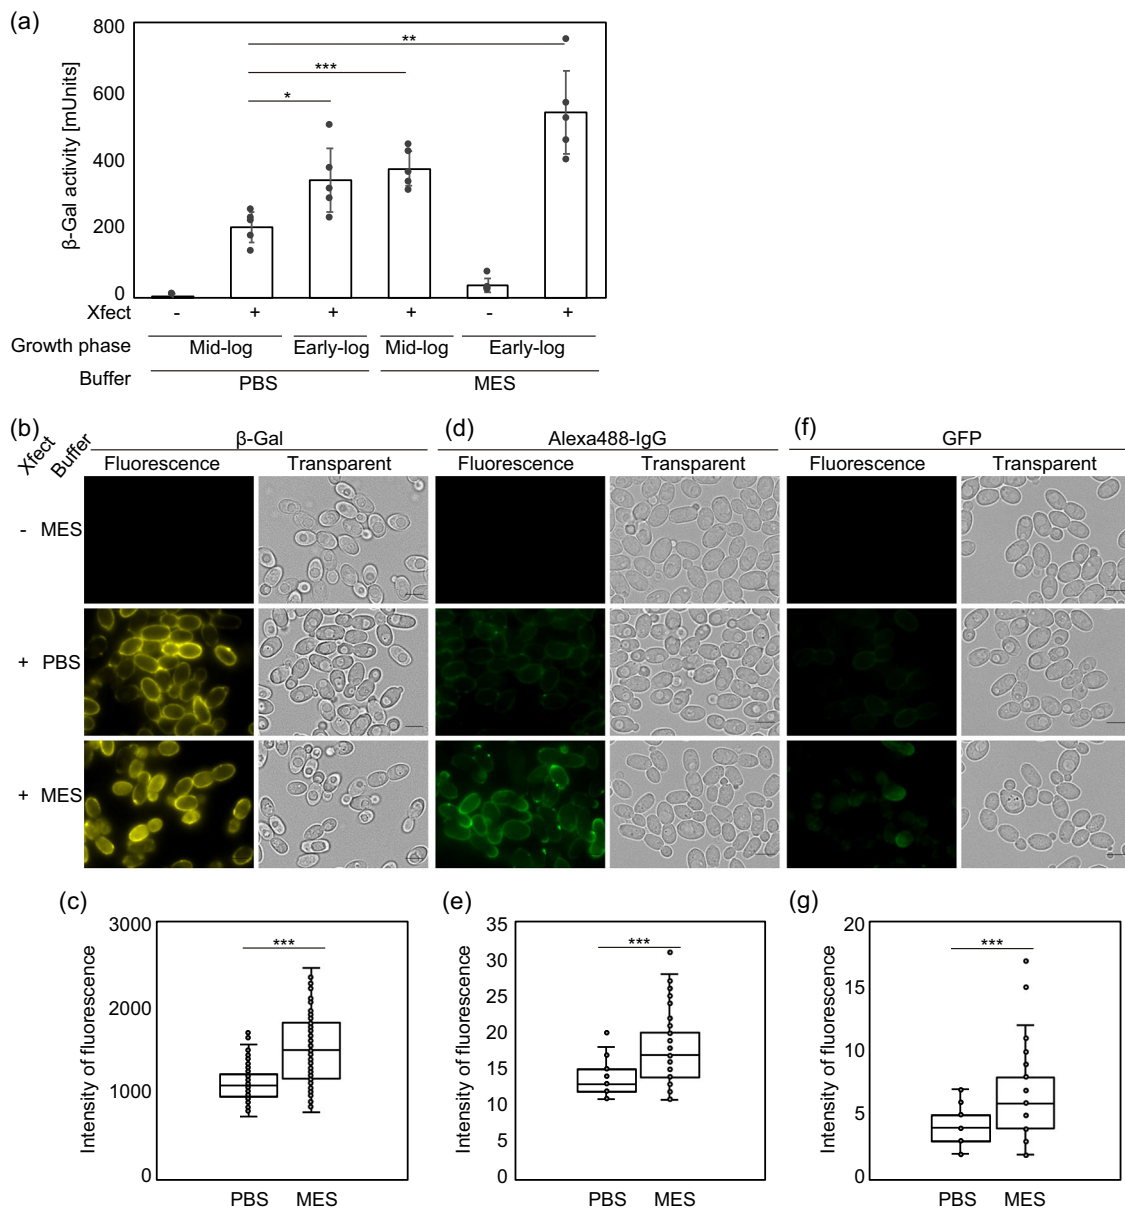 (a)
800
600
400
200
0
β-Gal activity [mUnits]
**
***
*
Xfect - + + + - +
Growth phase Mid-log Early-log Mid-log Early-log
Buffer PBS MES
(b) β-Gal (d) Alexa488-IgG (f) GFP
Xfect Buffer Fluorescence Transparent Fluorescence Transparent Fluorescence Transparent
- MES
+ PBS
+ MES
(c)
3000
2000
1000
0
Intensity of fluorescence
***
PBS MES
(e)
35
30
25
20
15
10
5
0
Intensity of fluorescence
***
PBS MES
(g)
20
15
10
5
0
Intensity of fluorescence
***
PBS MES